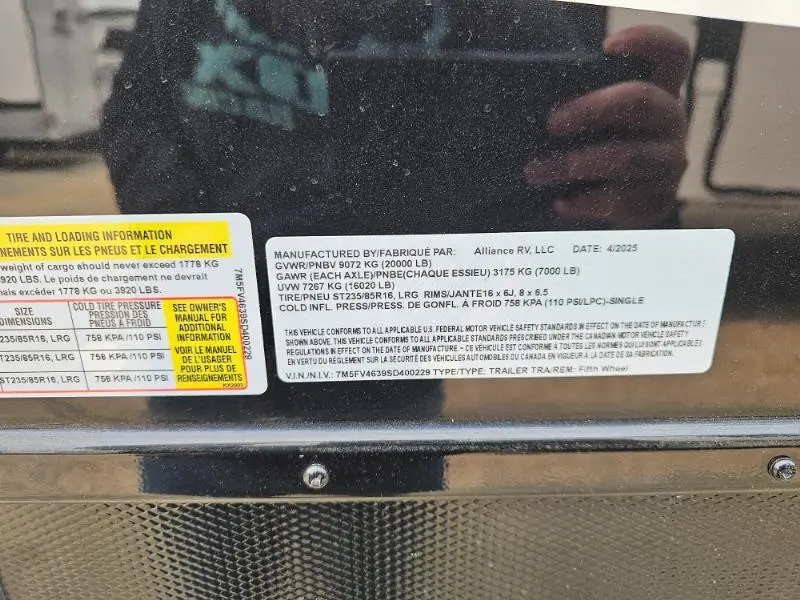 TIRE AND LOADING INFORMATION
NEMENTS SUR LES PNEUS ET LE CHARGEMENT
weight of cargo should never exceed 1778 KG
3920 LBS. Le poids de chargement ne devrait
mais excéder 1778 KG ou 3920 LBS.
SIZE
DIMENSIONS
COLD TIRE PRESSURE
PRESSION DES
PNEUS A FROID
SEE OWNER'S
MANUAL FOR
ADDITIONAL
INFORMATION
VOIR LE MANUEL
DE L'USAGER
POUR PLUS DE
RENSEIGNEMENTS
235/85R16, LRG 758 KPA/110 PSI
ST235/85R16, LRG 758 KPA/110 PSI
ST235/85R16, LRG 758 KPA/110 PSI
7M5FV4639SD400229
MANUFACTURED BY/FABRIQUÉ PAR: Alliance RV, LLC DATE: 4/2025
GVWR/PNBV 9072 KG (20000 LB)
GAWR (EACH AXLE)/PNBE(CHAQUE ESSIEU) 3175 KG (7000 LB)
UVW 7267 KG (16020 LB)
TIRE/PNEU ST235/85R16, LRG RIMS/JANTE16 x 6J, 8 x 6.5
COLD INFL. PRESS/PRESS. DE GONFL. À FROID 758 KPA (110 PSI/LPC)-SINGLE
THIS VEHICLE CONFORMS TO ALL APPLICABLE U.S. FEDERAL MOTOR VEHICLE SAFETY STANDARDS IN EFFECT ON THE DATE OF MANUFACTURE
SHOWN ABOVE. THIS VEHICLE CONFORMS TO ALL APPLICABLE STANDARDS PRESCRIBED UNDER THE CANADIAN MOTOR VEHICLE SAFETY
REGULATIONS IN EFFECT ON THE DATE OF MANUFACTURE — CE VÉHICULE EST CONFORME À TOUTES LES NORMES QUI LUI SONT APPLICABLES
EN VERTU DU RÈGLEMENT SUR LA SÉCURITÉ DES VÉHICULES AUTOMOBILES DU CANADA EN VIGUEUR À LA DATE DE SA FABRICATION.
V.I.N./N.I.V.: 7M5FV4639SD400229 TYPE/TYPE: TRAILER TRA/REM: Fifth Wheel